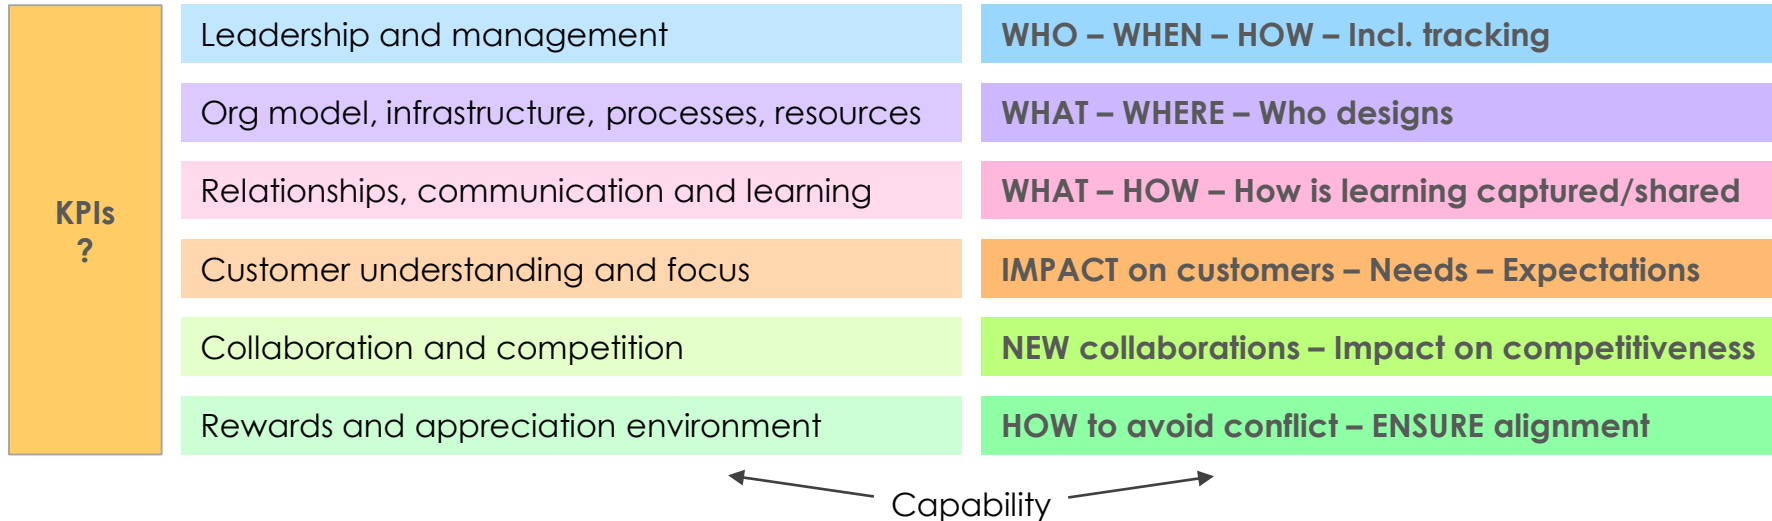 KPIs
?
Leadership and management
WHO – WHEN – HOW – Incl. tracking
Org model, infrastructure, processes, resources
WHAT – WHERE – Who designs
Relationships, communication and learning
WHAT – HOW – How is learning captured/shared
Customer understanding and focus
IMPACT on customers – Needs – Expectations
Collaboration and competition
NEW collaborations – Impact on competitiveness
Rewards and appreciation environment
HOW to avoid conflict – ENSURE alignment
Capability